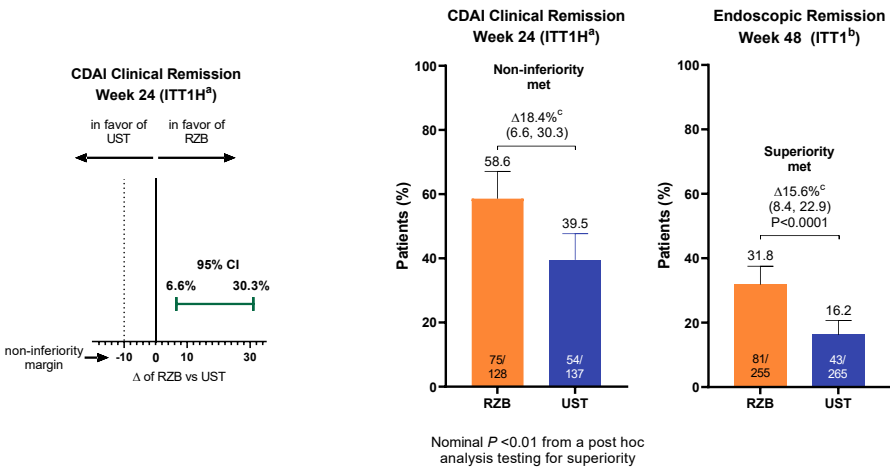 CDAI Clinical Remission
Week 24 (ITT1Hª)
in favor of
UST
in favor of
RZB
95% CI
6.6% 30.3%
non-inferiority
margin
-10 0 10 30
Δ of RZB vs UST
CDAI Clinical Remission
Week 24 (ITT1Hª)
Patients (%)
100
80
60
40
20
0
Non-inferiority
met
Δ18.4%ᶜ
(6.6, 30.3)
58.6
39.5
75/
128
54/
137
RZB UST
Nominal P <0.01 from a post hoc
analysis testing for superiority
Endoscopic Remission
Week 48 (ITT1ᵇ)
Patients (%)
100
80
60
40
20
0
Superiority
met
Δ15.6%ᶜ
(8.4, 22.9)
P<0.0001
31.8
16.2
81/
255
43/
265
RZB UST